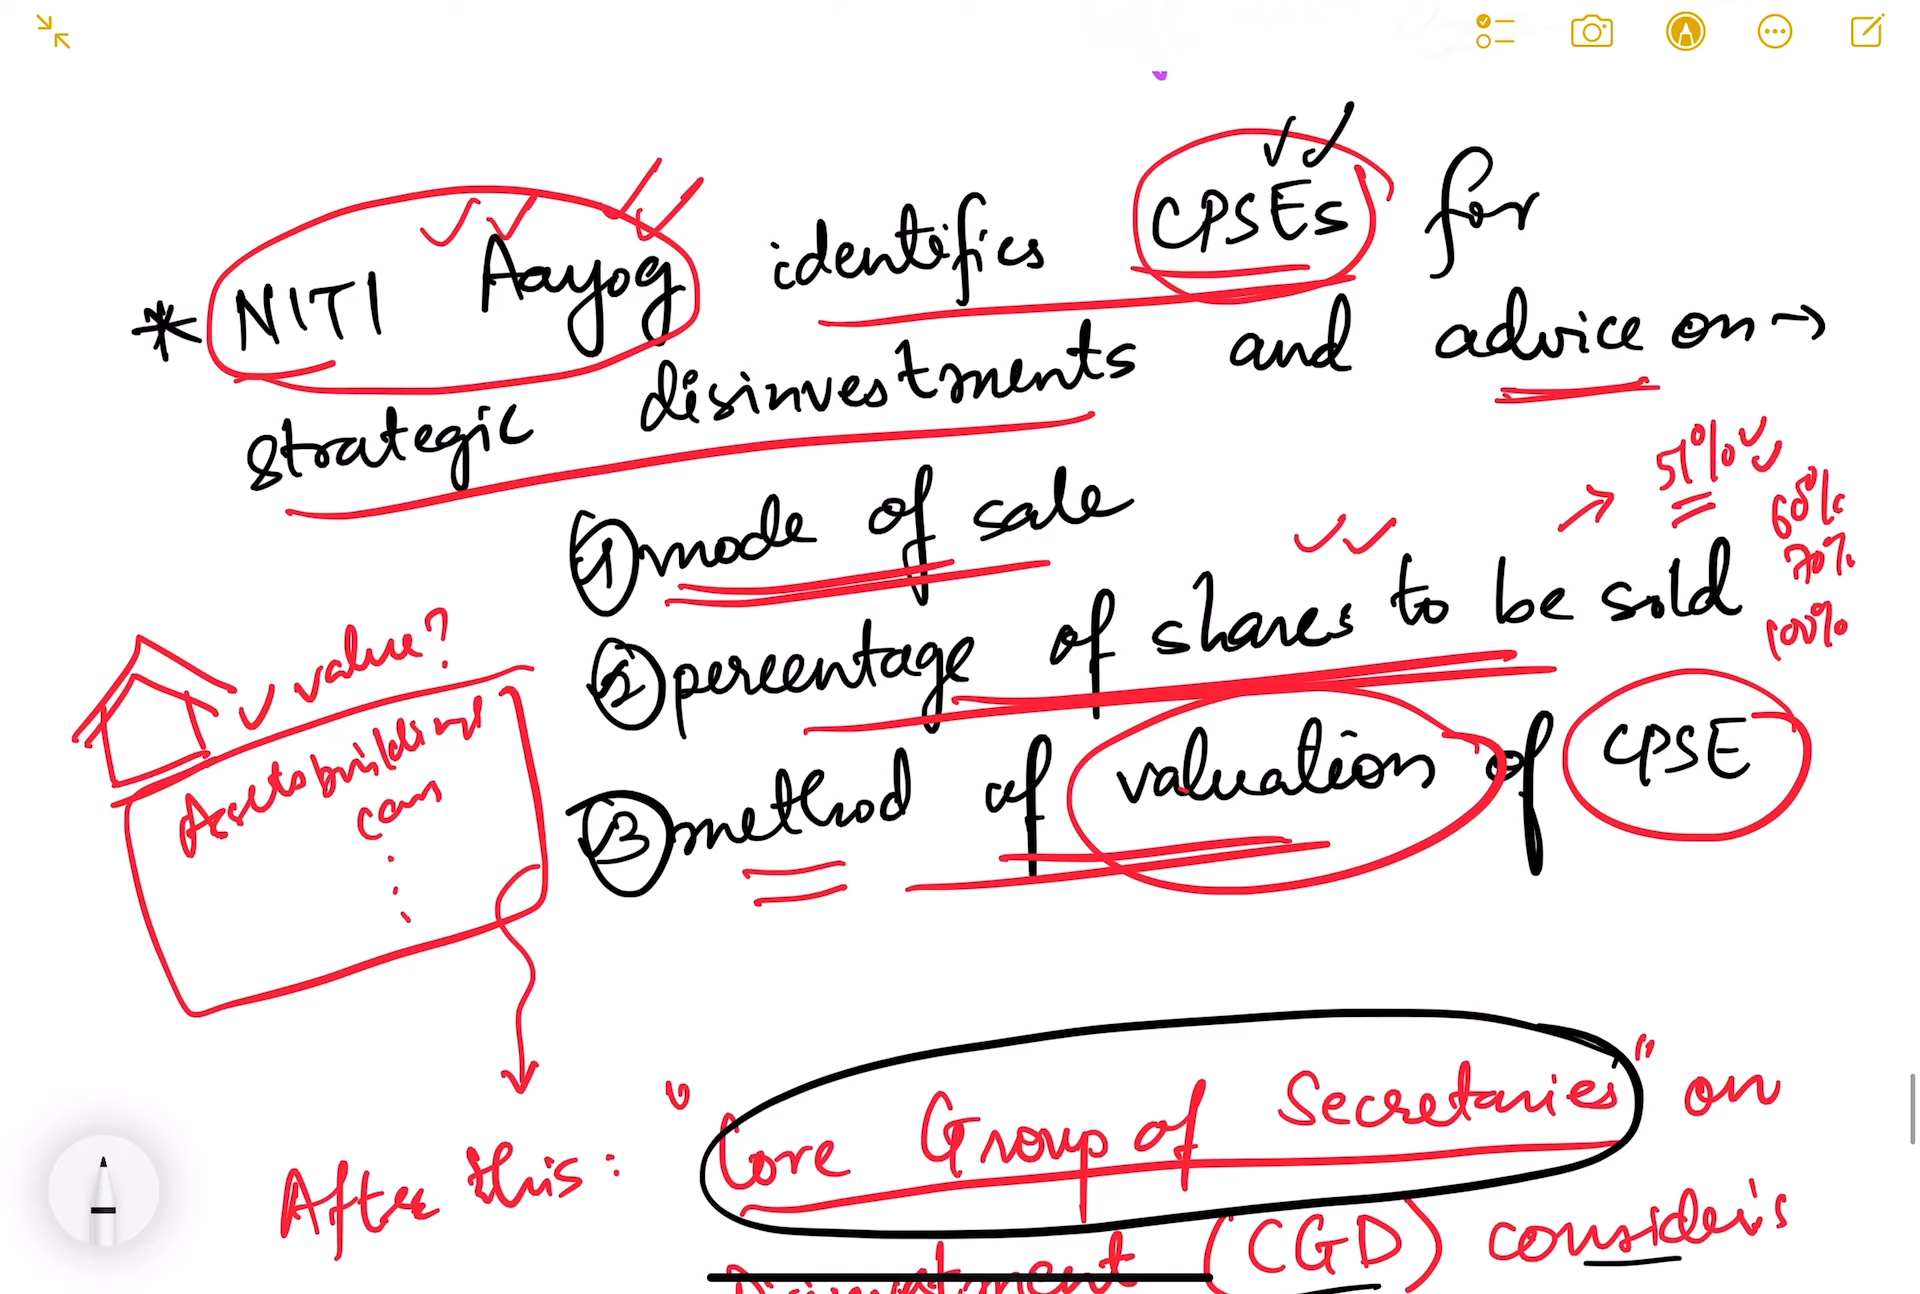 * NITI Aayog identifies CPSEs for
strategic disinvestments and advice on →
① mode of sale
② percentage of shares to be sold
→ 51%
60%
70%
100%
③ method of valuation of CPSE
value?
Assets building
cars
After this: "Core Group of Secretaries" on
Disinvestment (CGD) considers